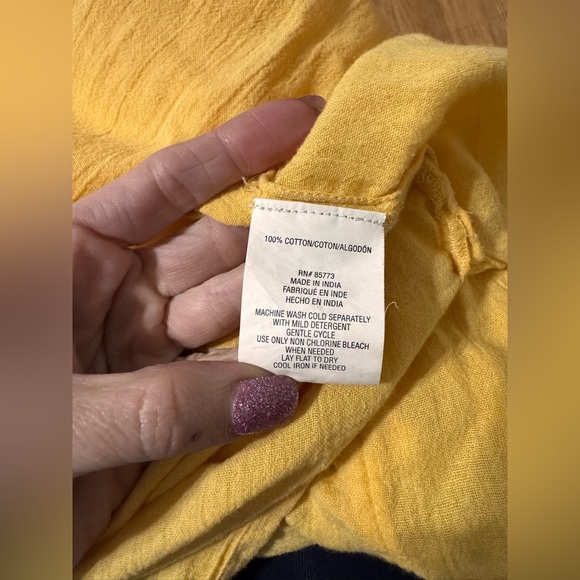 100% COTTON/COTON/ALGODÓN
RN# 85773
MADE IN INDIA
FABRIQUÉ EN INDE
HECHO EN INDIA
MACHINE WASH COLD SEPARATELY
WITH MILD DETERGENT
GENTLE CYCLE
USE ONLY NON CHLORINE BLEACH
WHEN NEEDED
LAY FLAT TO DRY
COOL IRON IF NEEDED